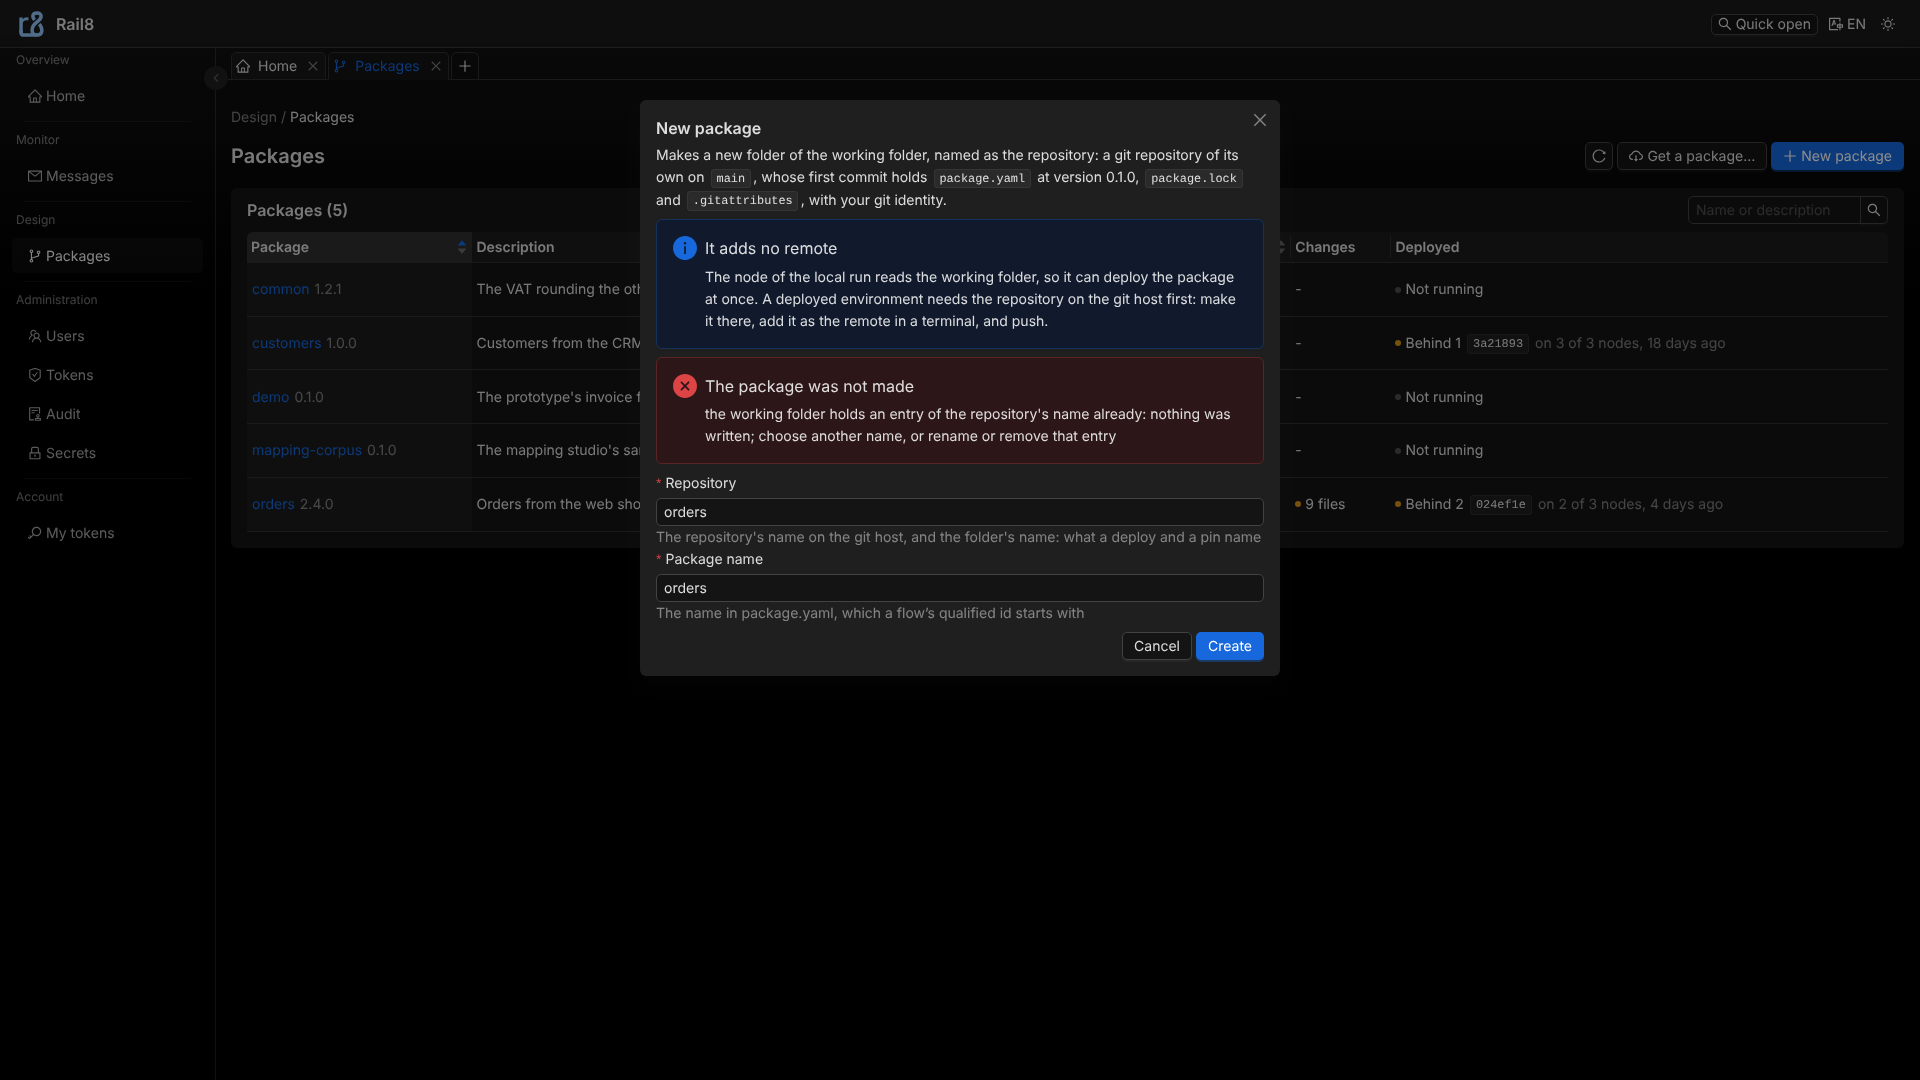 Rail8
Quick open
EN
Overview
Home
Monitor
Messages
Design
Packages
Administration
Users
Tokens
Audit
Secrets
Account
My tokens
Home
Packages
Design / Packages
Packages
Get a package...
New package
Packages (5)
Name or description
Package
Description
Changes
Deployed
common 1.2.1
The VAT rounding the oth
-
Not running
customers 1.0.0
Customers from the CRM
-
Behind 1 3a21893 on 3 of 3 nodes, 18 days ago
demo 0.1.0
The prototype's invoice f
-
Not running
mapping-corpus 0.1.0
The mapping studio's sa
-
Not running
orders 2.4.0
Orders from the web sho
9 files
Behind 2 024ef1e on 2 of 3 nodes, 4 days ago
New package
Makes a new folder of the working folder, named as the repository: a git repository of its
own on main, whose first commit holds package.yaml at version 0.1.0, package.lock
and .gitattributes, with your git identity.
It adds no remote
The node of the local run reads the working folder, so it can deploy the package
at once. A deployed environment needs the repository on the git host first: make
it there, add it as the remote in a terminal, and push.
The package was not made
the working folder holds an entry of the repository's name already: nothing was
written; choose another name, or rename or remove that entry
* Repository
orders
The repository's name on the git host, and the folder's name: what a deploy and a pin name
* Package name
orders
The name in package.yaml, which a flow’s qualified id starts with
Cancel
Create